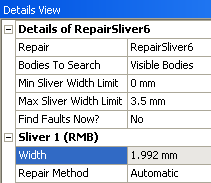 Details View
Details of RepairSliver6
Repair RepairSliver6
Bodies To Search Visible Bodies
Min Sliver Width Limit 0 mm
Max Sliver Width Limit 3.5 mm
Find Faults Now? No
Sliver 1 (RMB)
Width 1.992 mm
Repair Method Automatic